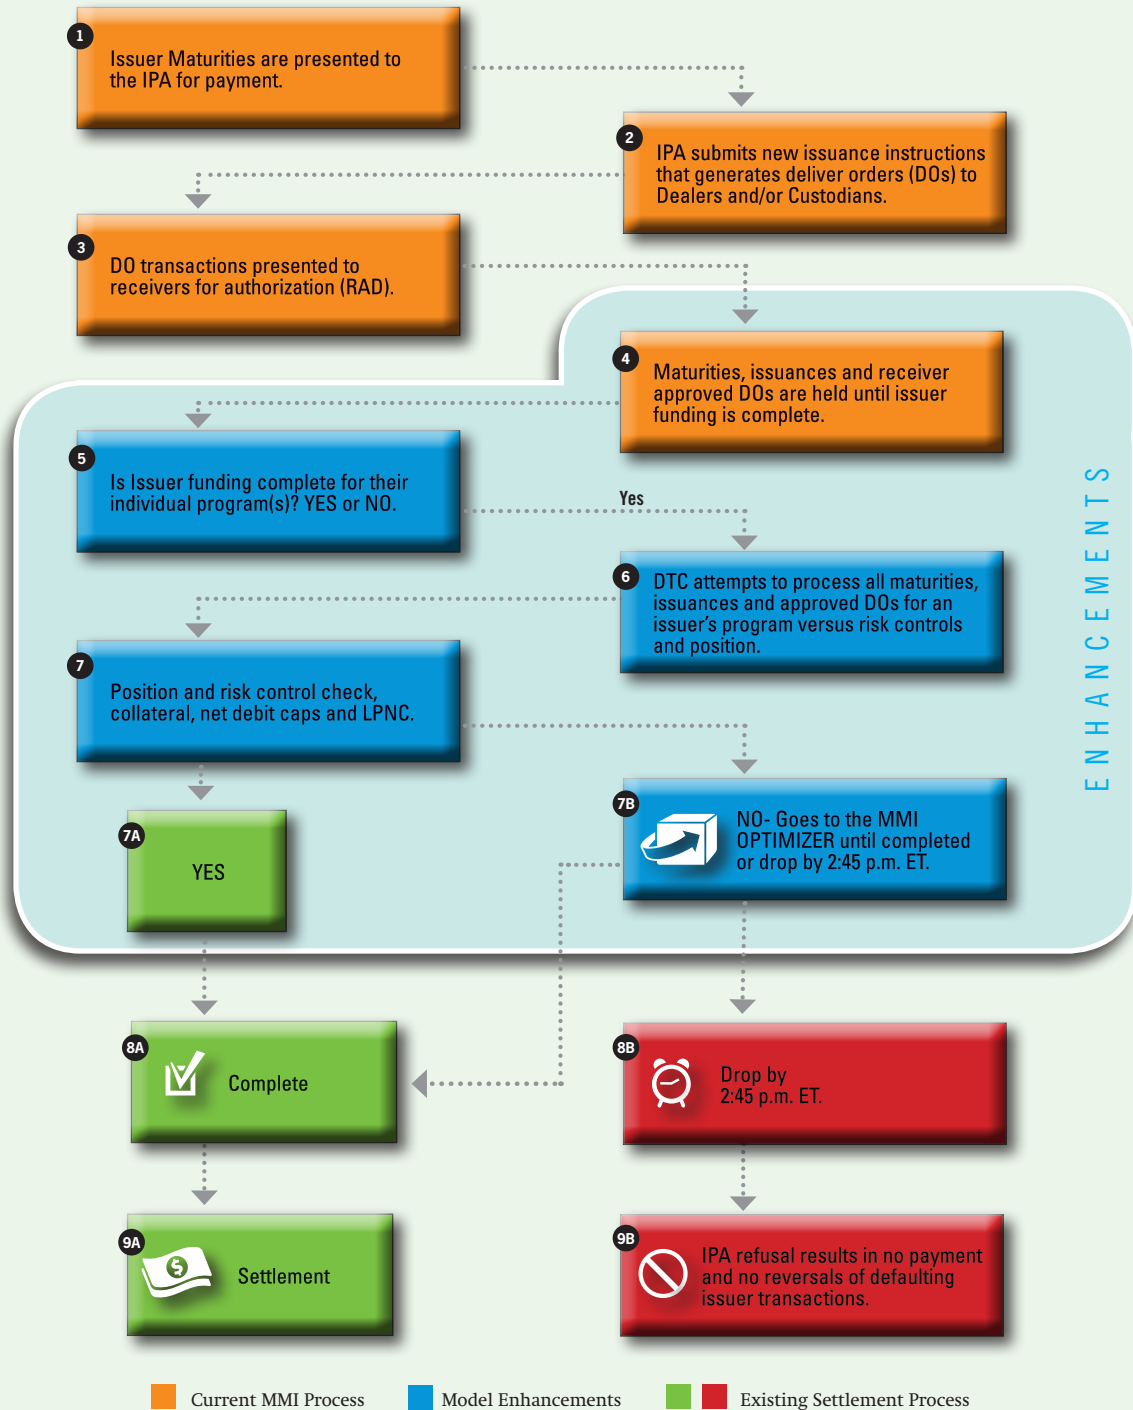 1
Issuer Maturities are presented to
the IPA for payment.
2
IPA submits new issuance instructions
that generates deliver orders (DOs) to
Dealers and/or Custodians.
3
DO transactions presented to
receivers for authorization (RAD).
4
Maturities, issuances and receiver
approved DOs are held until issuer
funding is complete.
5
Is Issuer funding complete for their
individual program(s)? YES or NO.
Yes
6
DTC attempts to process all maturities,
issuances and approved DOs for an
issuer's program versus risk controls
and position.
7
Position and risk control check,
collateral, net debit caps and LPNC.
ENHANCEMENTS
7A
YES
7B
NO- Goes to the MMI
OPTIMIZER until completed
or drop by 2:45 p.m. ET.
8A
Complete
8B
Drop by
2:45 p.m. ET.
9A
$
Settlement
9B
IPA refusal results in no payment
and no reversals of defaulting
issuer transactions.
Current MMI Process
Model Enhancements
Existing Settlement Process